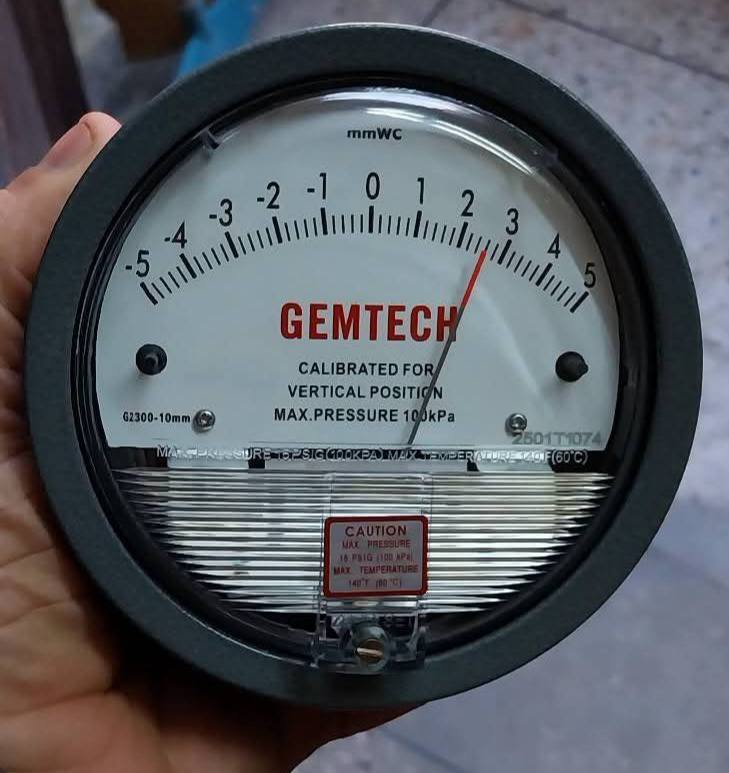 mmWC
-5 -4 -3 -2 -1 0 1 2 3 4 5
GEMTECH
CALIBRATED FOR
VERTICAL POSITION
MAX.PRESSURE 100kPa
G2300-10mm
2501T1074
MAX. PRESSURE 15 PSIG(100KPA) MAX. TEMPERATURE 140°F(60°C)
CAUTION
MAX. PRESSURE
15 PSIG (100 kPa)
MAX. TEMPERATURE
140°F (60°C)